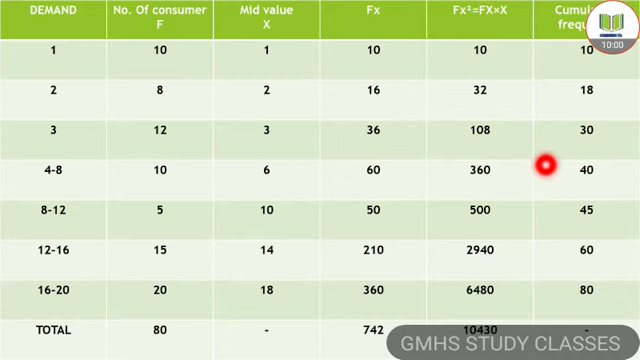 DEMAND No. Of consumer F Mid value X Fx Fx²=FX×X
10:00
1 10 1 10 10 10
2 8 2 16 32 18
3 12 3 36 108 30
4-8 10 6 60 360 40
8-12 5 10 50 500 45
12-16 15 14 210 2940 60
16-20 20 18 360 6480 80
TOTAL 80 - 742 10430 -
GMHS STUDY CLASSES